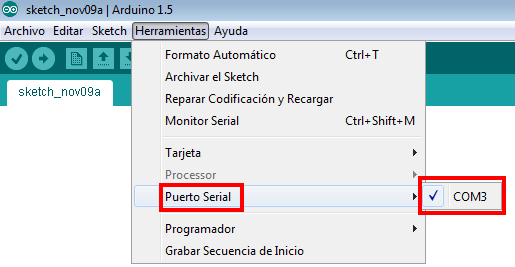 sketch_nov09a | Arduino 1.5
Archivo Editar Sketch Herramientas Ayuda
sketch_nov09a
Formato Automático Ctrl+T
Archivar el Sketch
Reparar Codificación y Recargar
Monitor Serial Ctrl+Shift+M
Tarjeta
Processor
Puerto Serial
COM3
Programador
Grabar Secuencia de Inicio